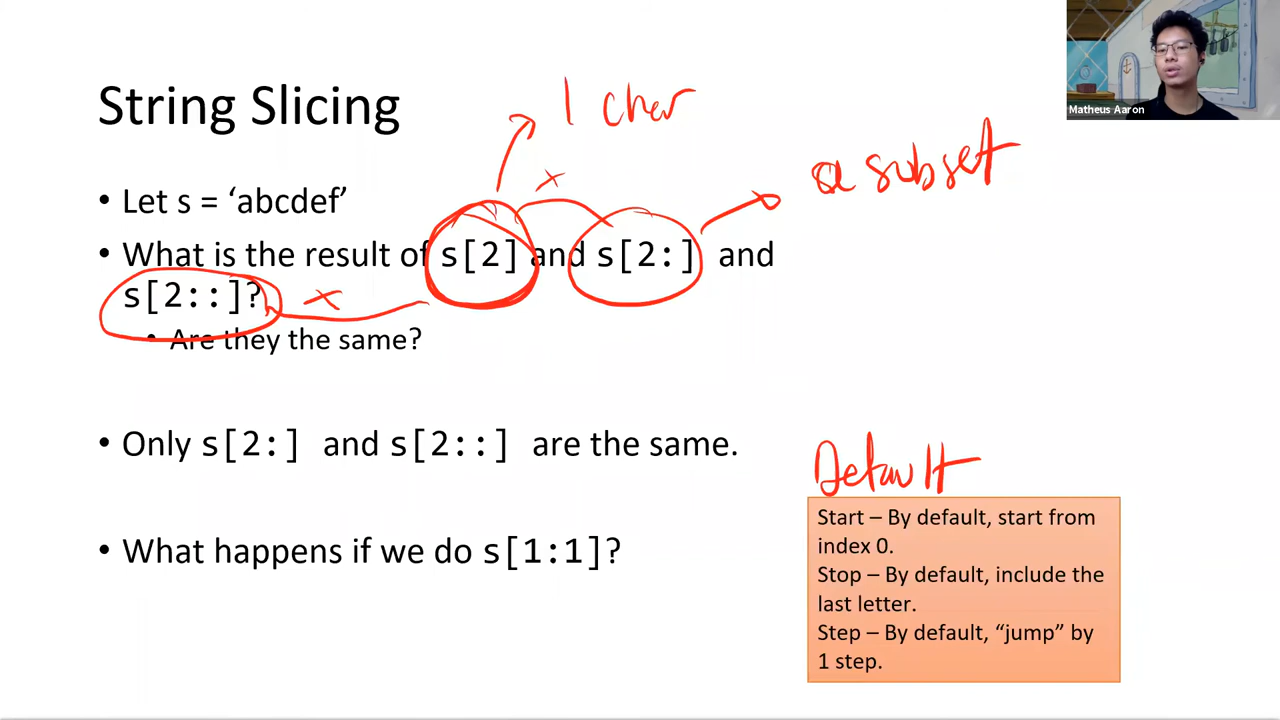 String Slicing
1 char
a subset
Matheus Aaron
• Let s = ‘abcdef’
• What is the result of s[2] and s[2:] and
s[2::]?
• Are they the same?
• Only s[2:] and s[2::] are the same.
• What happens if we do s[1:1]?
Default
Start – By default, start from
index 0.
Stop – By default, include the
last letter.
Step – By default, “jump” by
1 step.